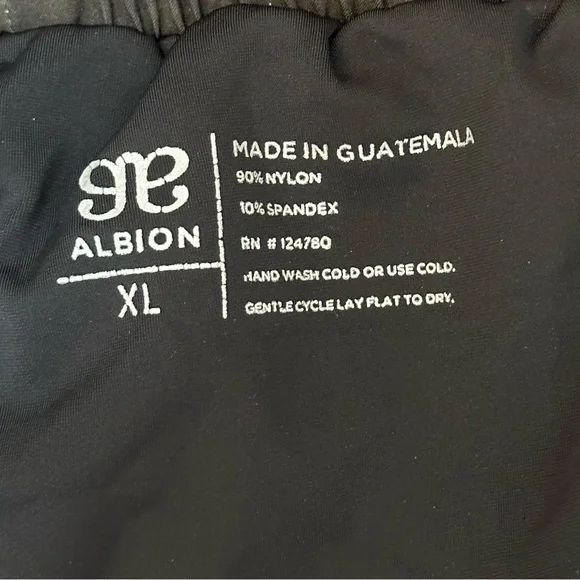 ALBION
XL
MADE IN GUATEMALA
90% NYLON
10% SPANDEX
RN # 124780
HAND WASH COLD OR USE COLD.
GENTLE CYCLE LAY FLAT TO DRY.